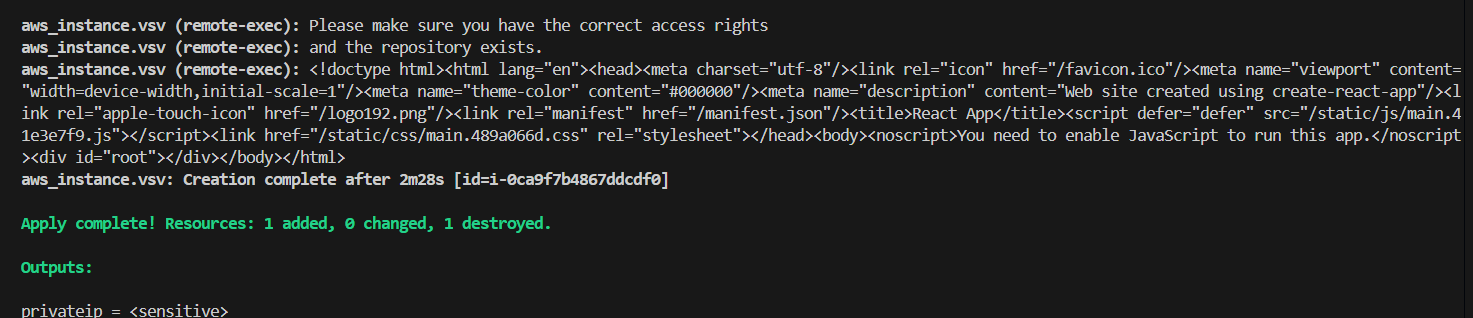 aws_instance.vsv (remote-exec): Please make sure you have the correct access rights
aws_instance.vsv (remote-exec): and the repository exists.
aws_instance.vsv (remote-exec): <!doctype html><html lang="en"><head><meta charset="utf-8"/><link rel="icon" href="/favicon.ico"/><meta name="viewport" content=
"width=device-width,initial-scale=1"/><meta name="theme-color" content="#000000"/><meta name="description" content="Web site created using create-react-app"/><l
ink rel="apple-touch-icon" href="/logo192.png"/><link rel="manifest" href="/manifest.json"/><title>React App</title><script defer="defer" src="/static/js/main.4
1e3e7f9.js"></script><link href="/static/css/main.489a066d.css" rel="stylesheet"></head><body><noscript>You need to enable JavaScript to run this app.</noscript
><div id="root"></div></body></html>
aws_instance.vsv: Creation complete after 2m28s [id=i-0ca9f7b4867ddcdf0]
Apply complete! Resources: 1 added, 0 changed, 1 destroyed.
Outputs:
privateip = <sensitive>